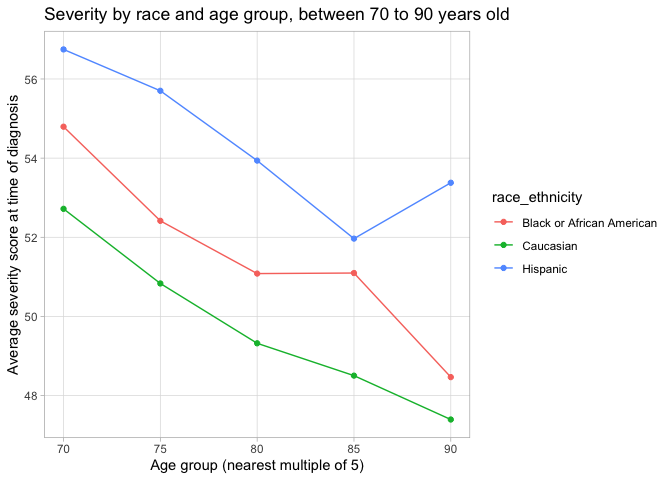 Severity by race and age group, between 70 to 90 years old
Average severity score at time of diagnosis
56
54
52
50
48
70 75 80 85 90
Age group (nearest multiple of 5)
race_ethnicity
Black or African American
Caucasian
Hispanic